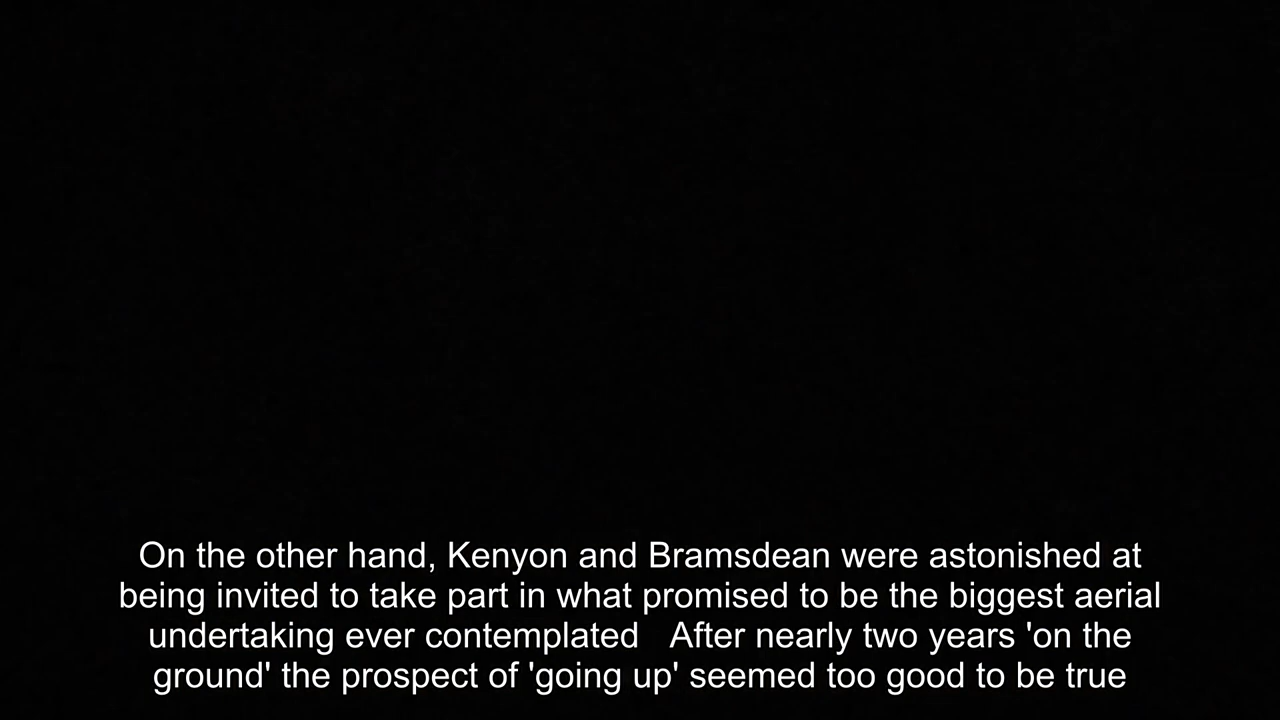 On the other hand, Kenyon and Bramsdean were astonished at
being invited to take part in what promised to be the biggest aerial
undertaking ever contemplated   After nearly two years 'on the
ground' the prospect of 'going up' seemed too good to be true